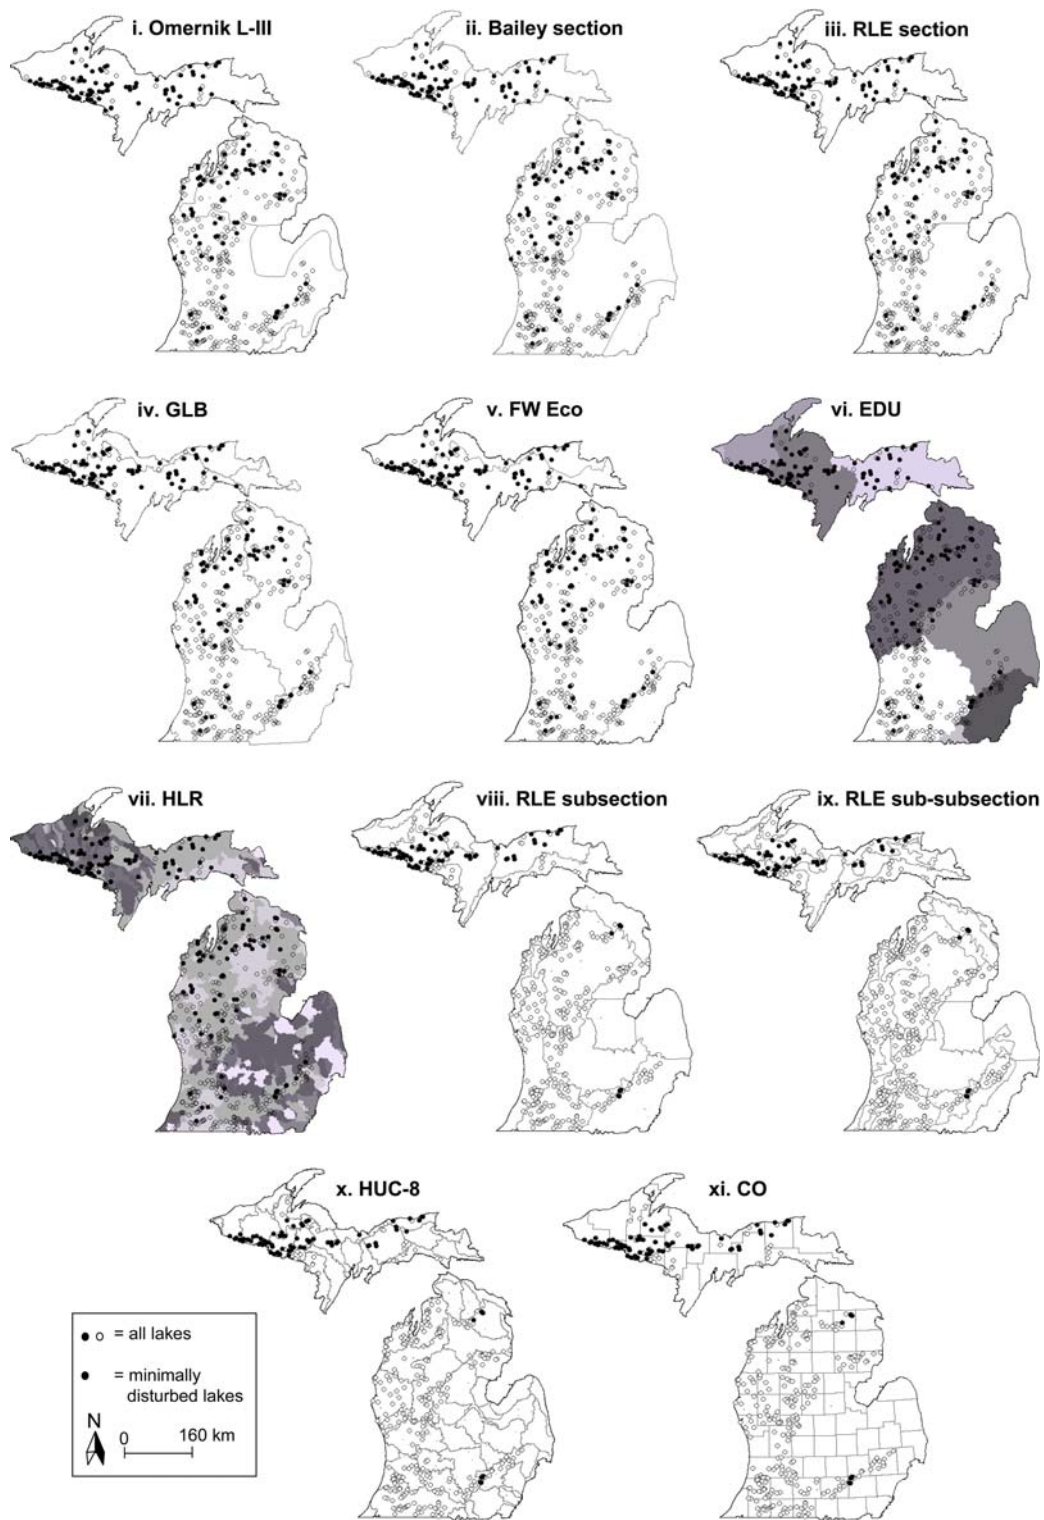 i. Omernik L-III
ii. Bailey section
iii. RLE section
iv. GLB
v. FW Eco
vi. EDU
vii. HLR
viii. RLE subsection
ix. RLE sub-subsection
x. HUC-8
xi. CO
= all lakes
= minimally
disturbed lakes
N
0 160 km